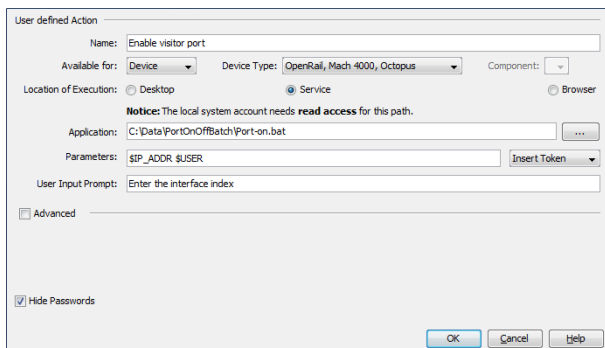 User defined Action
Name: Enable visitor port
Available for: Device Device Type: OpenRail, Mach 4000, Octopus Component:
Location of Execution: Desktop Service Browser
Notice: The local system account needs read access for this path.
Application: C:\Data\PortOnOffBatch\Port-on.bat ...
Parameters: $IP_ADDR $USER Insert Token
User Input Prompt: Enter the interface index
Advanced
Hide Passwords
OK Cancel Help